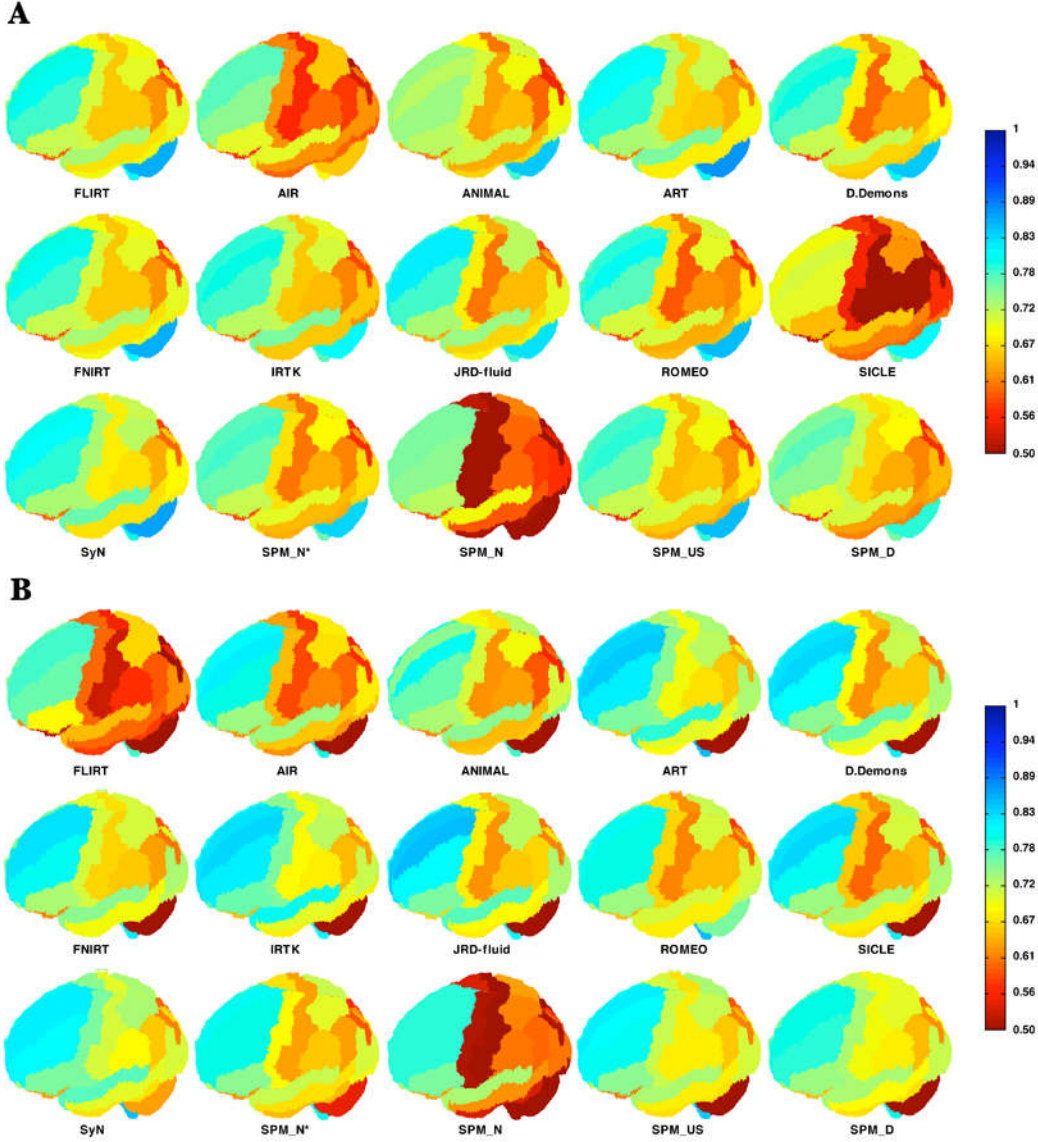 A
FLIRT AIR ANIMAL ART D.Demons
FNIRT IRTK JRD-fluid ROMEO SICLE
SyN SPM_N* SPM_N SPM_US SPM_D
1
0.94
0.89
0.83
0.78
0.72
0.67
0.61
0.56
0.50
B
FLIRT AIR ANIMAL ART D.Demons
FNIRT IRTK JRD-fluid ROMEO SICLE
SyN SPM_N* SPM_N SPM_US SPM_D
1
0.94
0.89
0.83
0.78
0.72
0.67
0.61
0.56
0.50